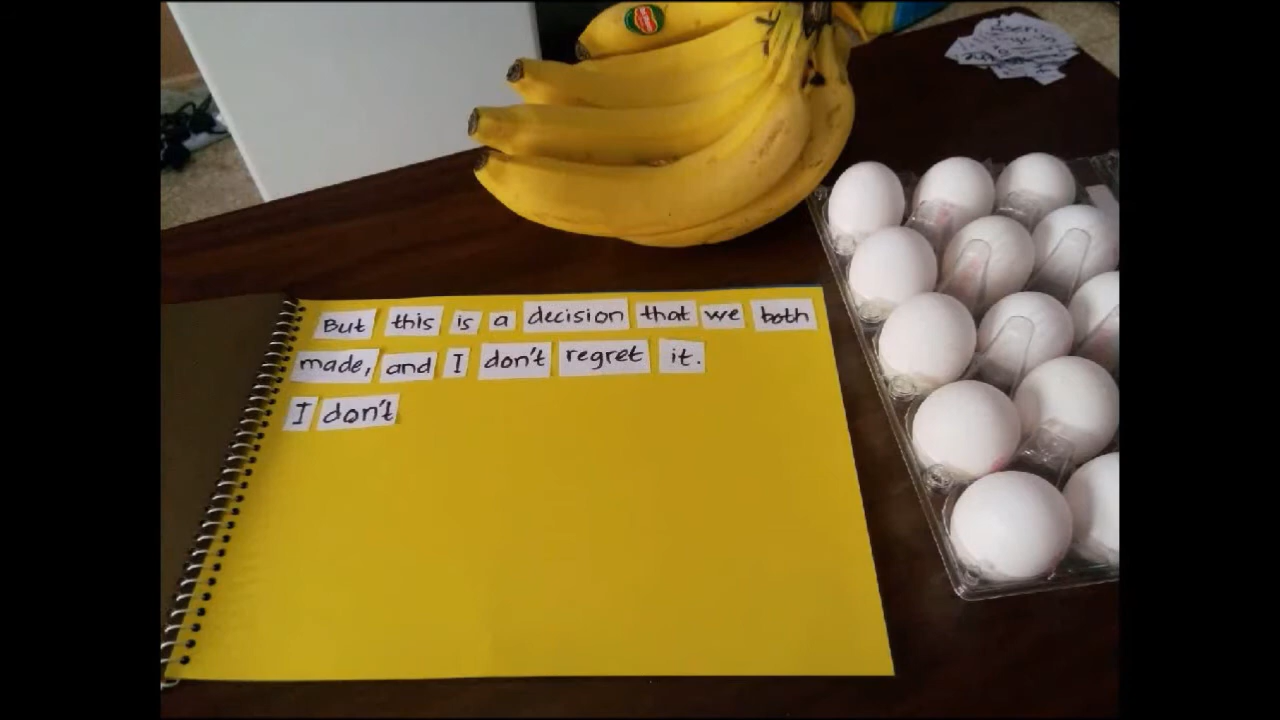 But this is a decision that we both
made, and I don't regret it.
I don't